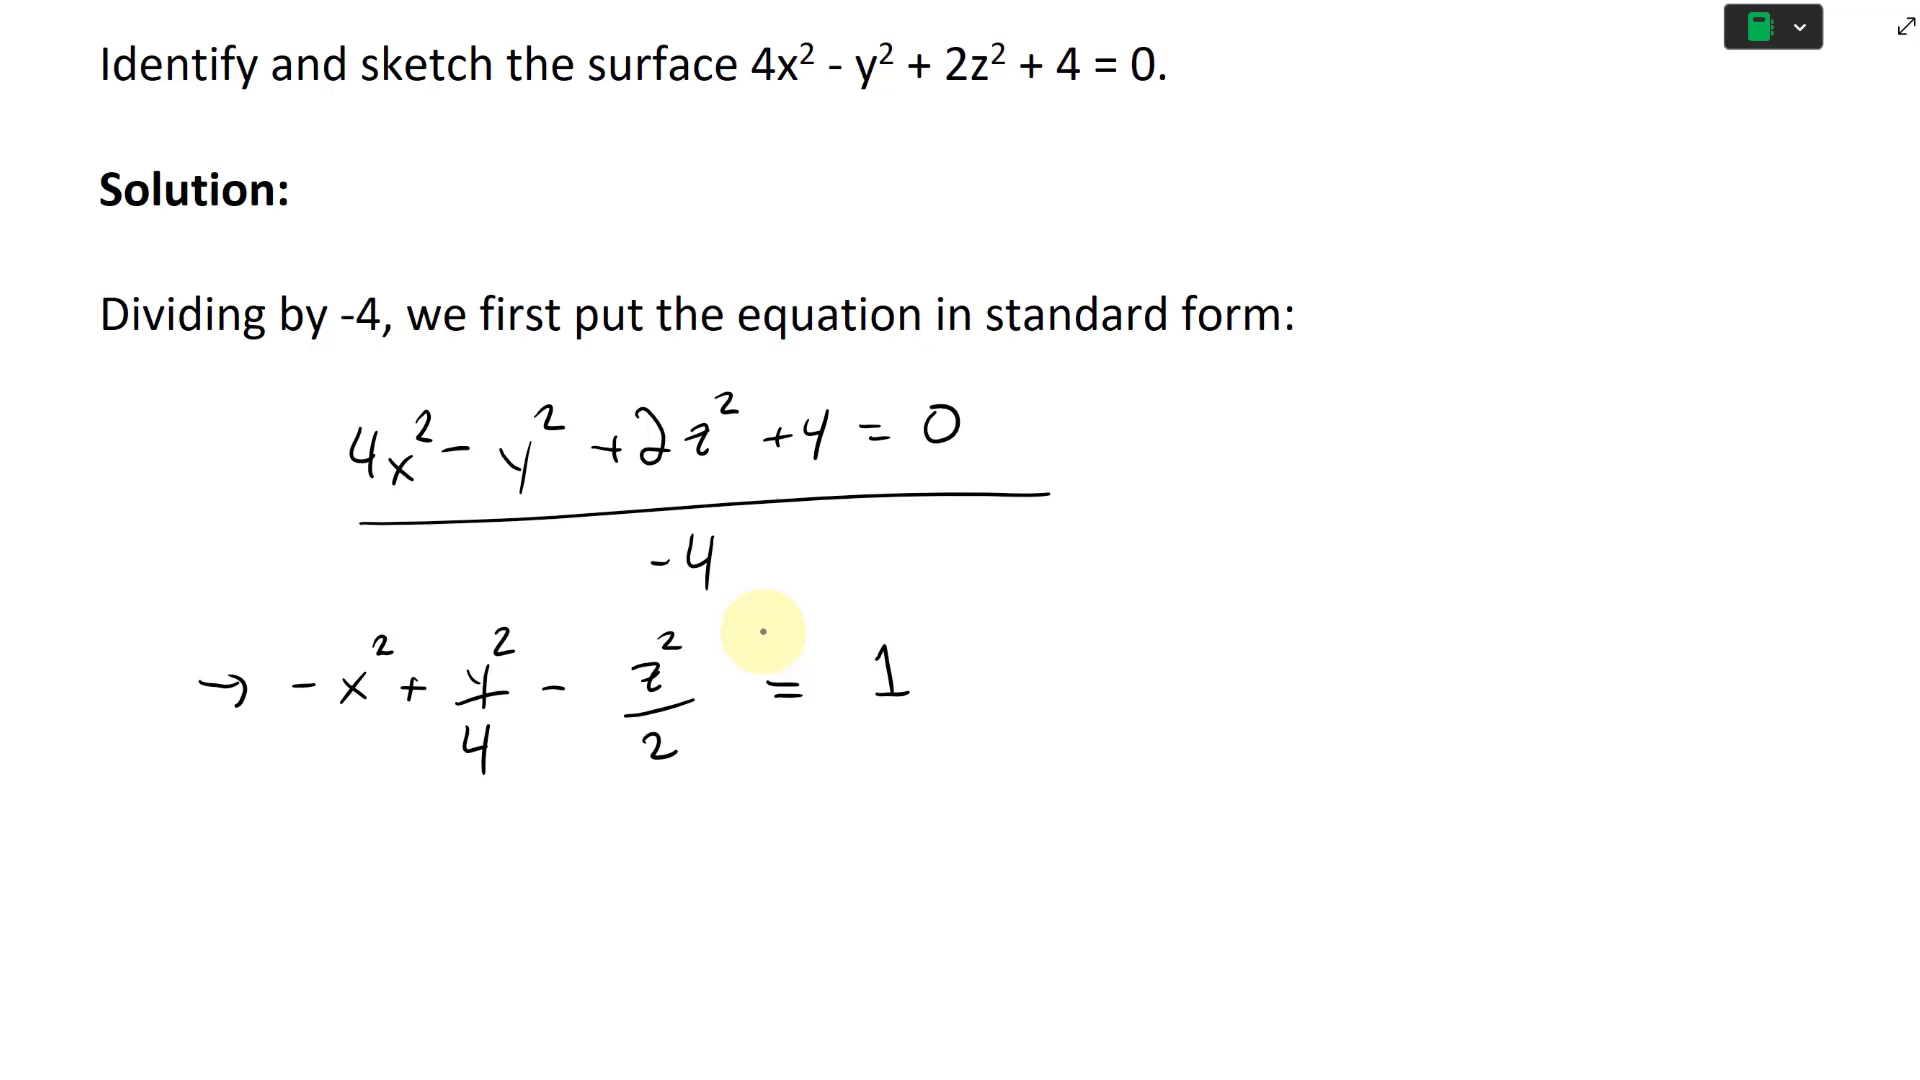 Identify and sketch the surface 4x² - y² + 2z² + 4 = 0.
Solution:
Dividing by -4, we first put the equation in standard form:
4x² - y² + 2z² + 4 = 0
-4
→ - x² + y²/4 - z²/2 = 1